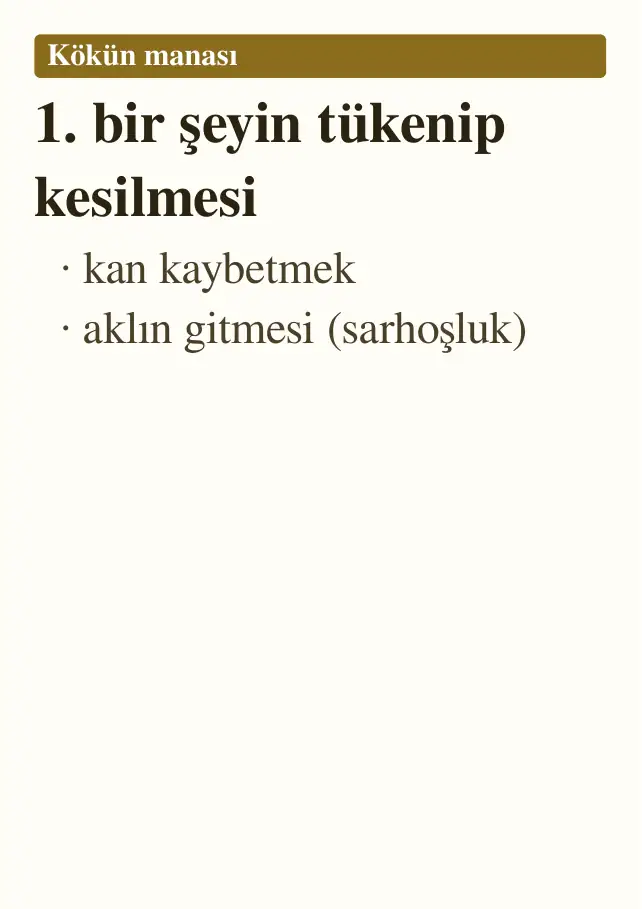 Kökün manası
1. bir şeyin tükenip
kesilmesi
· kan kaybetmek
· aklın gitmesi (sarhoşluk)